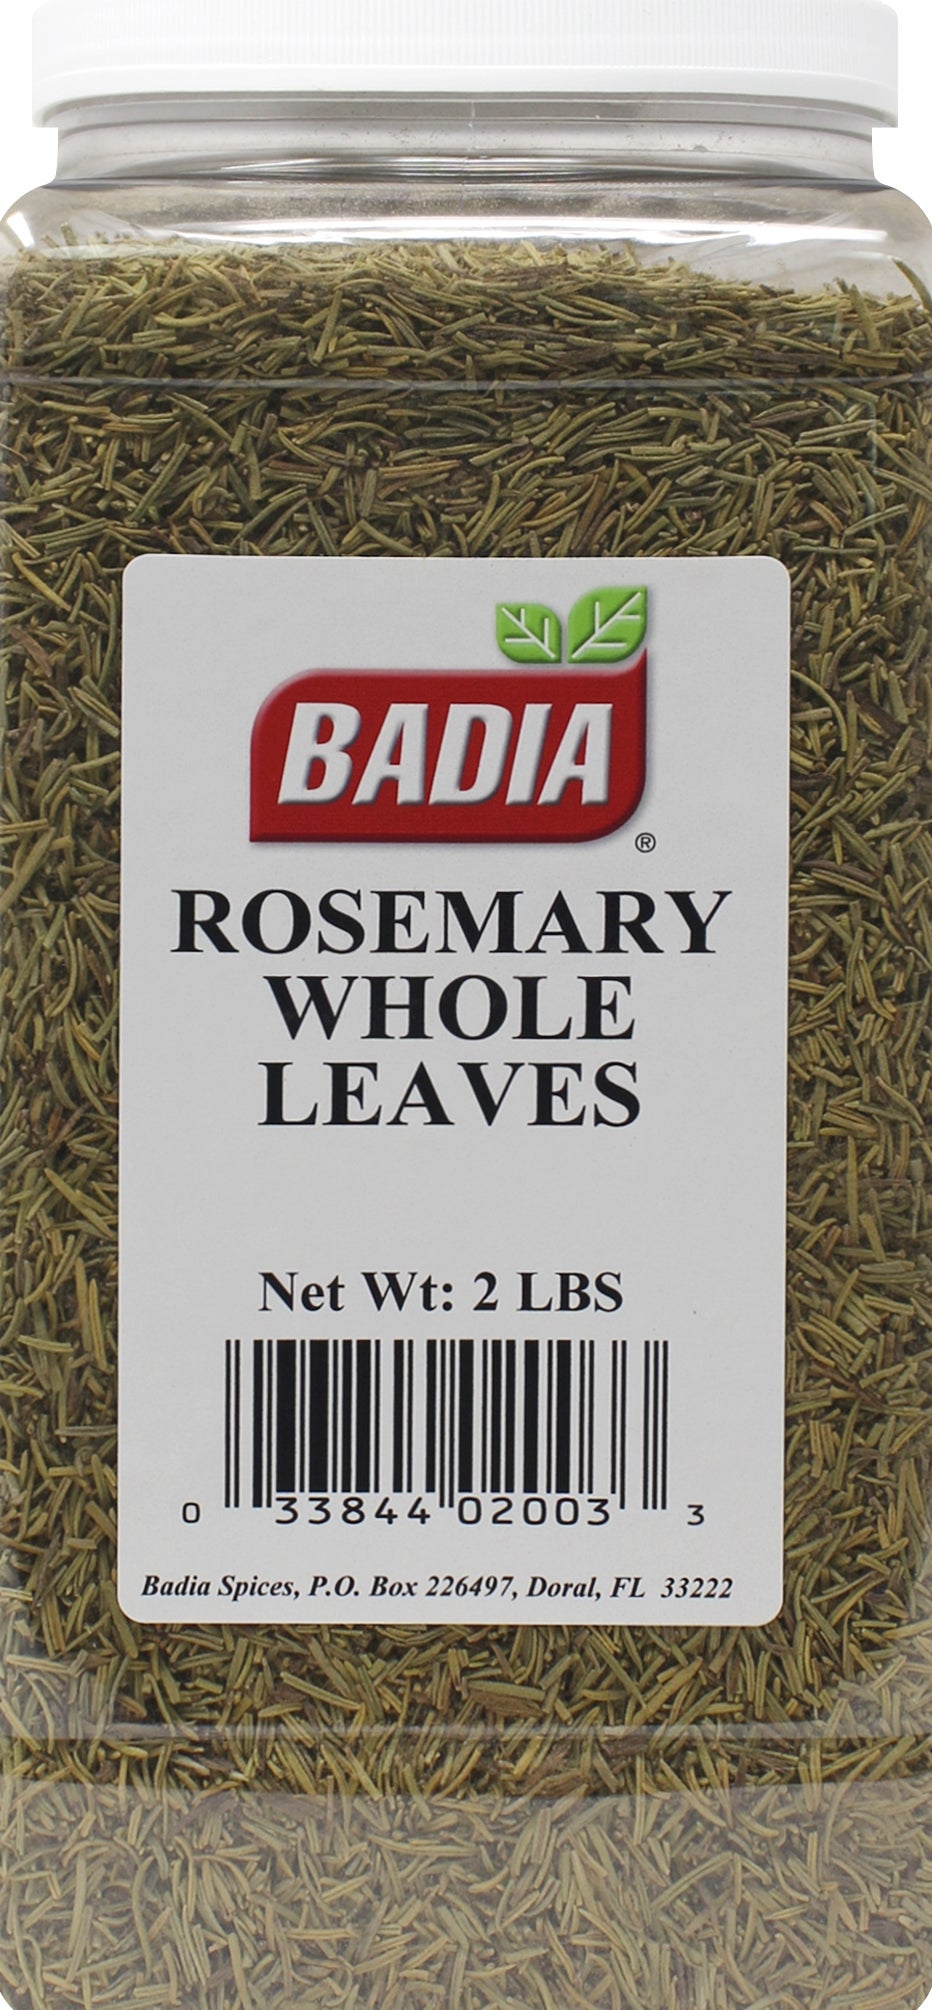 BADIA
®
ROSEMARY
WHOLE
LEAVES
Net Wt: 2 LBS
0 33844 02003 3
Badia Spices, P.O. Box 226497, Doral, FL 33222